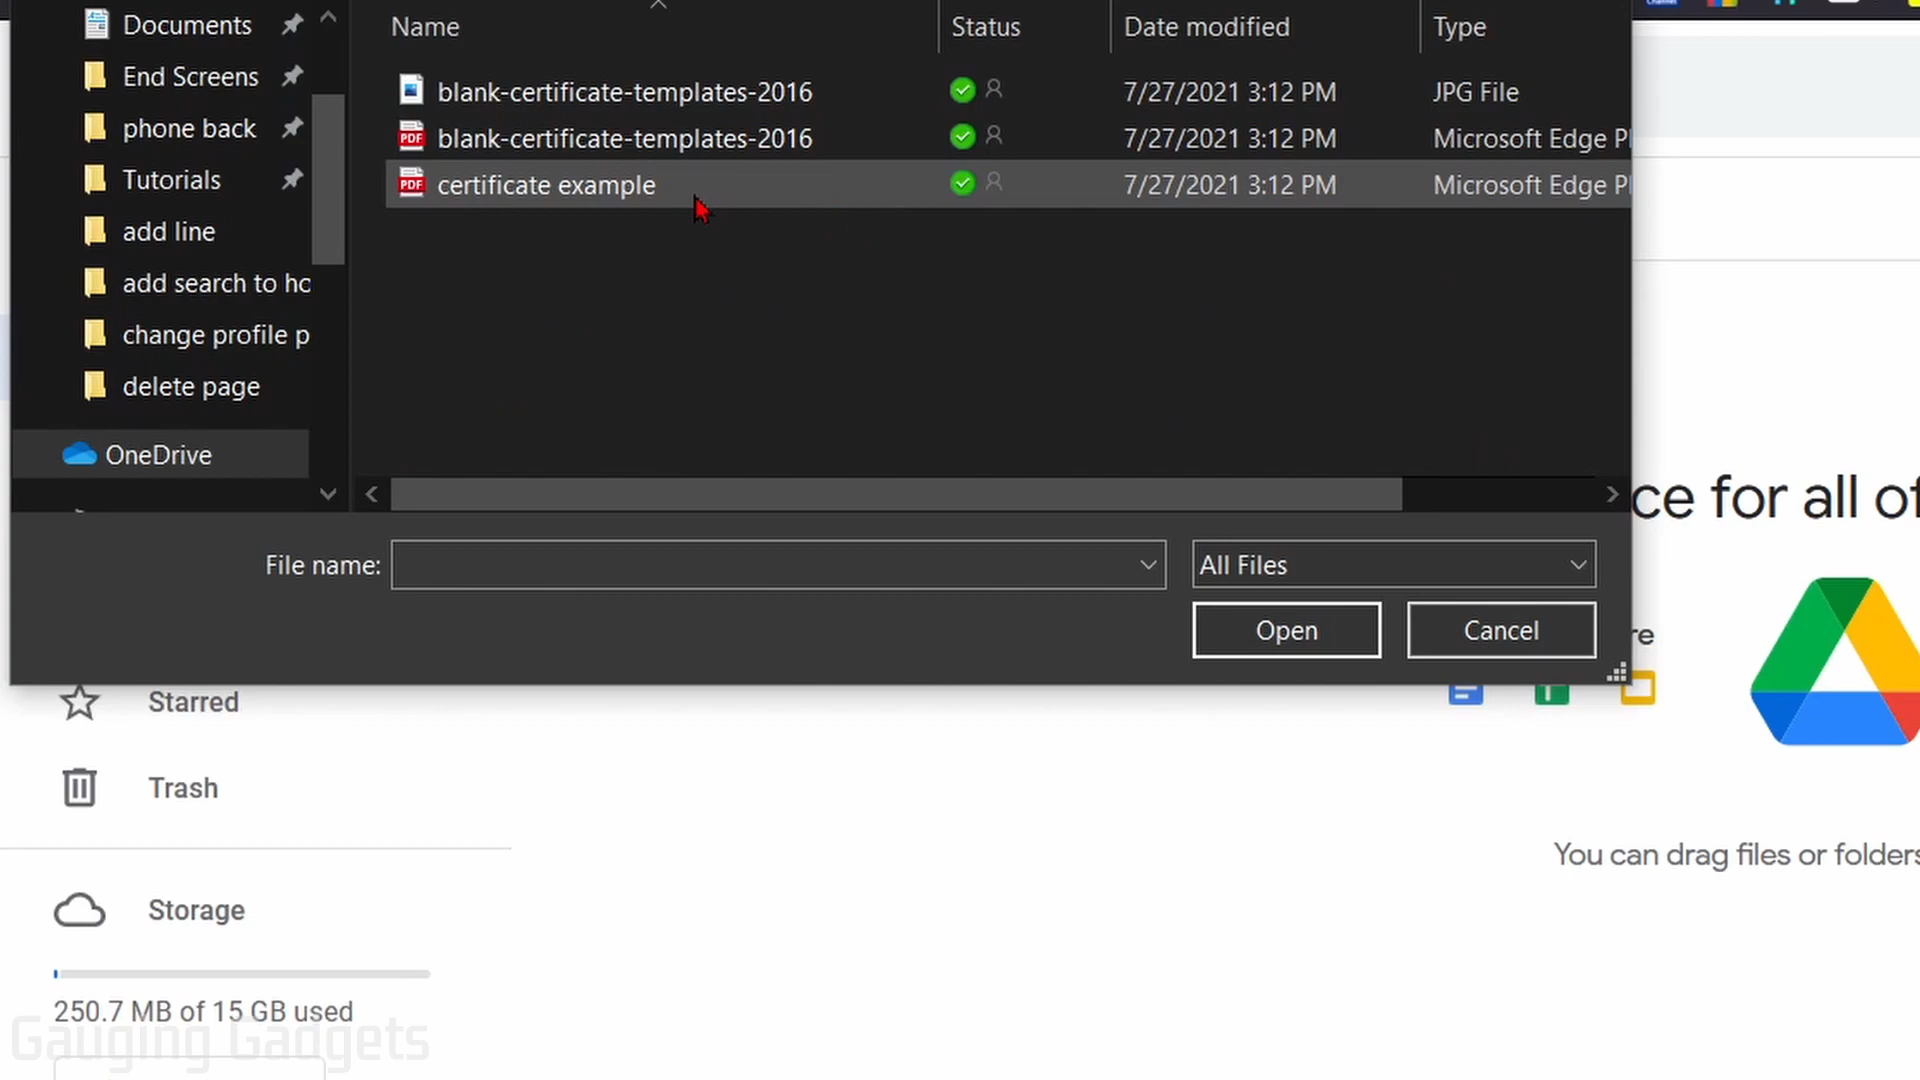 Documents
End Screens
phone back
Tutorials
add line
add search to hc
change profile p
delete page
OneDrive
Name Status Date modified Type
blank-certificate-templates-2016 7/27/2021 3:12 PM JPG File
PDF blank-certificate-templates-2016 7/27/2021 3:12 PM Microsoft Edge P
PDF certificate example 7/27/2021 3:12 PM Microsoft Edge P
File name: All Files
Open Cancel
ce for all of
re
Starred
Trash
You can drag files or folders
Storage
250.7 MB of 15 GB used
Gauging Gadgets